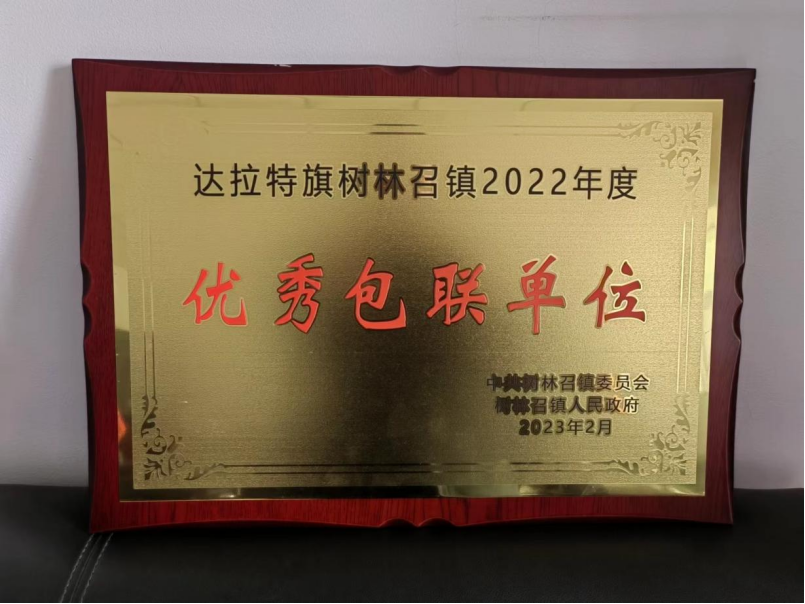 达拉特旗树林召镇2022年度
优秀包联单位
中共树林召镇委员会
树林召镇人民政府
2023年2月